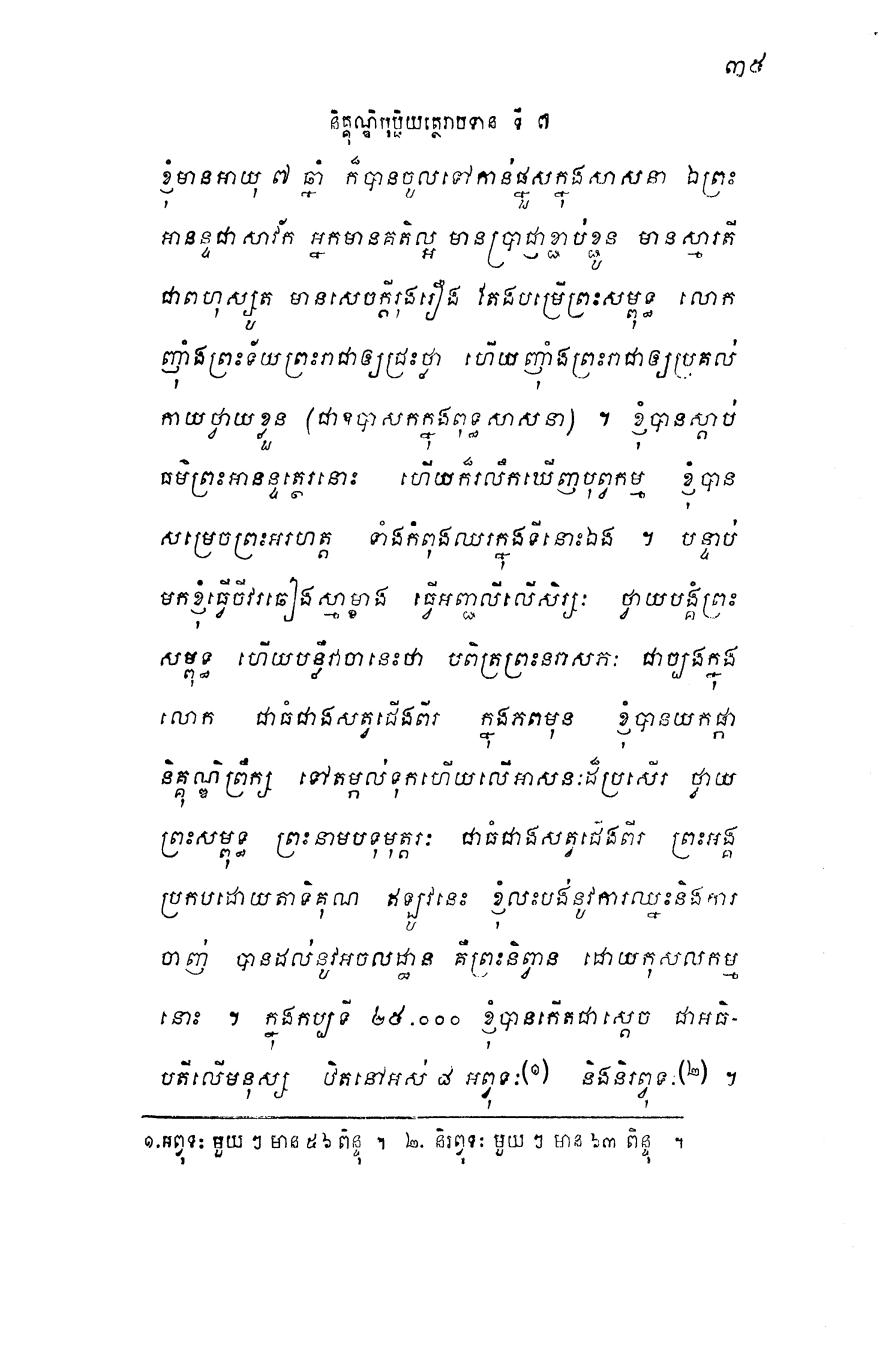 ៣៥
និគ្គុណ្ឌិបុប្ផិយត្ថេរាបទាន ទី ៧
ខ្ញុំមានអាយុ ៧ ឆ្នាំ ក៏បានចូលទៅកាន់ផ្នួសក្នុងសាសនា ឯព្រះ
អានន្ទជាសាវ័ក អ្នកមានគតិល្អ មានប្រាជ្ញាខ្ជាប់ខ្ជួន មានស្មារតី
ជាពហុស្សូត មានសេចក្តីរុងរឿង តែងបម្រើព្រះសម្ពុទ្ធ លោក
ញ៉ាំងព្រះទ័យព្រះរាជាឲ្យជ្រះថ្លា ហើយញ៉ាំងព្រះរាជាឲ្យប្រគល់
កាយថ្វាយខ្លួន (ជាឧបាសកក្នុងពុទ្ធសាសនា) ។ ខ្ញុំបានស្តាប់
ធម៌ព្រះអានន្ទត្ថេរនោះ ហើយក៏រលឹកឃើញបុព្វកម្ម ខ្ញុំបាន
សម្រេចព្រះអរហត្ត ទាំងកំពុងឈរក្នុងទីនោះឯង ។ បន្ទាប់
មកខ្ញុំធ្វើចីវរឆៀងស្មាម្ខាង ធ្វើអញ្ជលីលើសិរ្សៈ ថ្វាយបង្គំព្រះ
សម្ពុទ្ធ ហើយបន្លឺវាចានេះថា បពិត្រព្រះនរាសភៈ ជាច្បងក្នុង
លោក ជាធំជាងសត្វជើងពីរ ក្នុងភពមុន ខ្ញុំបានយកផ្កា
និគ្គុណ្ឌិព្រឹក្ស ទៅតម្កល់ទុកហើយលើអាសនៈដ៏ប្រសើរ ថ្វាយ
ព្រះសម្ពុទ្ធ ព្រះនាមបទុមុត្តរៈ ជាធំជាងសត្វជើងពីរ ព្រះអង្គ
ប្រកបដោយតាទិគុណ ឥឡូវនេះ ខ្ញុំលះបង់នូវការឈ្នះនិងការ
ចាញ់ បានដល់នូវអចលដ្ឋាន គឺព្រះនិព្វាន ដោយកុសលកម្ម
នោះ ។ ក្នុងកប្បទី ២៥.០០០ ខ្ញុំបានកើតជាស្តេច ជាអធិ-
បតីលើមនុស្ស ឋិតនៅអស់ ៨ អព្វុទៈ(១) និងនិរព្វុទៈ(២) ។
១.អព្វុទៈ មួយ ៗ មាន ៥៦ ពិន្ទុ ។ ២. និរព្វុទៈ មួយ ៗ មាន ៦៣ ពិន្ទុ ។